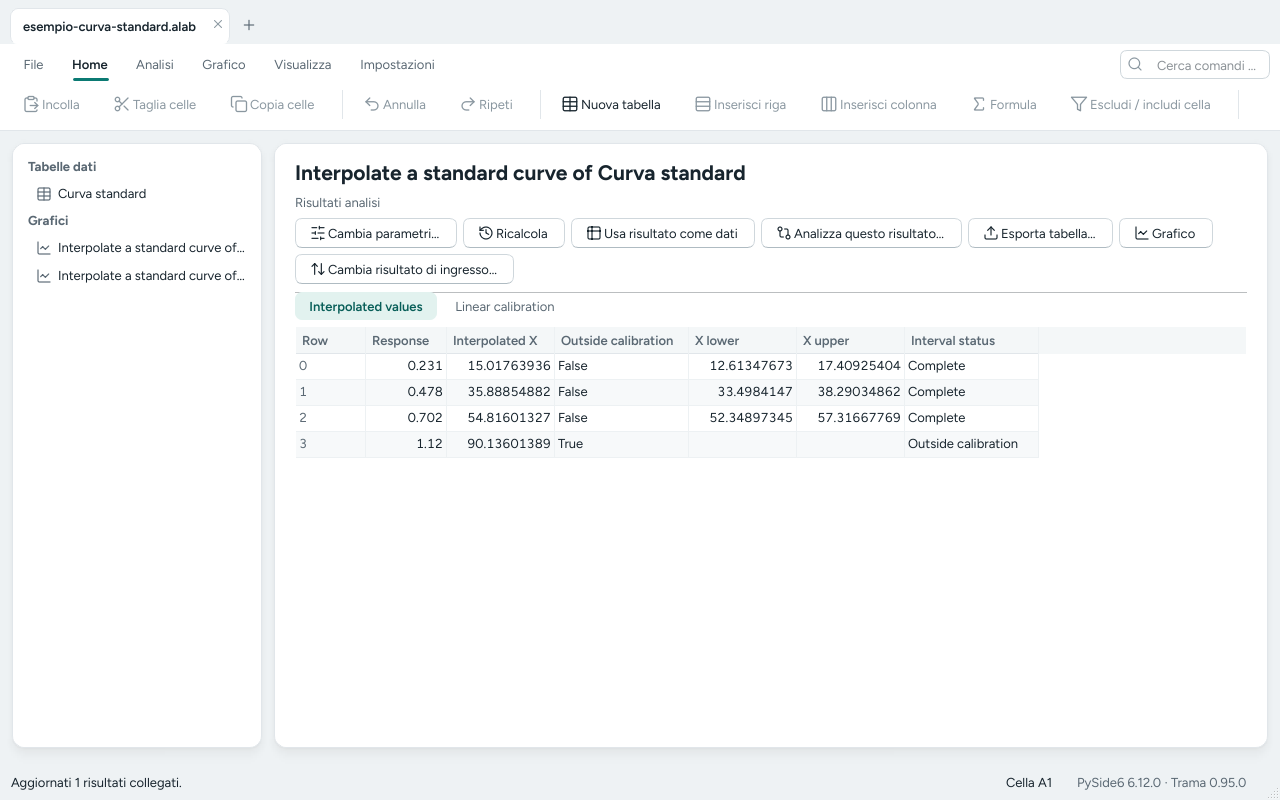 esempio-curva-standard.alab
File Home Analisi Grafico Visualizza Impostazioni Cerca comandi ...
Incolla Taglia celle Copia celle Annulla Ripeti Nuova tabella Inserisci riga Inserisci colonna Formula Escludi / includi cella
Tabelle dati
Curva standard
Grafici
Interpolate a standard curve of...
Interpolate a standard curve of...
Interpolate a standard curve of Curva standard
Risultati analisi
Cambia parametri... Ricalcola Usa risultato come dati Analizza questo risultato... Esporta tabella... Grafico
Cambia risultato di ingresso...
Interpolated values Linear calibration
Row Response Interpolated X Outside calibration X lower X upper Interval status
0 0.231 15.01763936 False 12.61347673 17.40925404 Complete
1 0.478 35.88854882 False 33.4984147 38.29034862 Complete
2 0.702 54.81601327 False 52.34897345 57.31667769 Complete
3 1.12 90.13601389 True Outside calibration
Aggiornati 1 risultati collegati. Cella A1 PySide6 6.12.0 · Trama 0.95.0